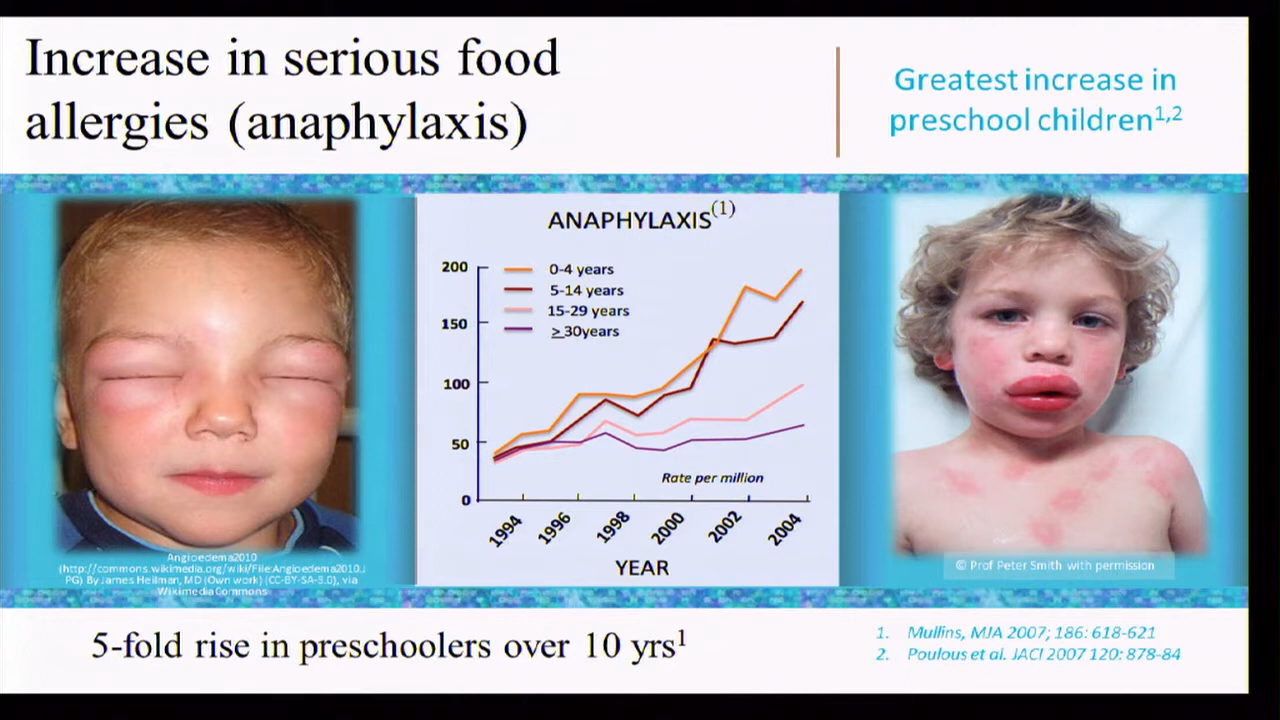 Increase in serious food
allergies (anaphylaxis)
Greatest increase in
preschool children1,2
ANAPHYLAXIS(1)
200
150
100
50
0
0-4 years
5-14 years
15-29 years
≥30years
Rate per million
1994
1996
1998
2000
2002
2004
YEAR
Angioedema2010
(http://commons.wikimedia.org/wiki/File:Angioedema2010.J
PG) By James Heilman, MD (Own work) (CC-BY-SA-3.0), via
Wikimedia Commons
© Prof Peter Smith with permission
5-fold rise in preschoolers over 10 yrs1
1. Mullins, MJA 2007; 186: 618-621
2. Poulous et al. JACI 2007 120: 878-84